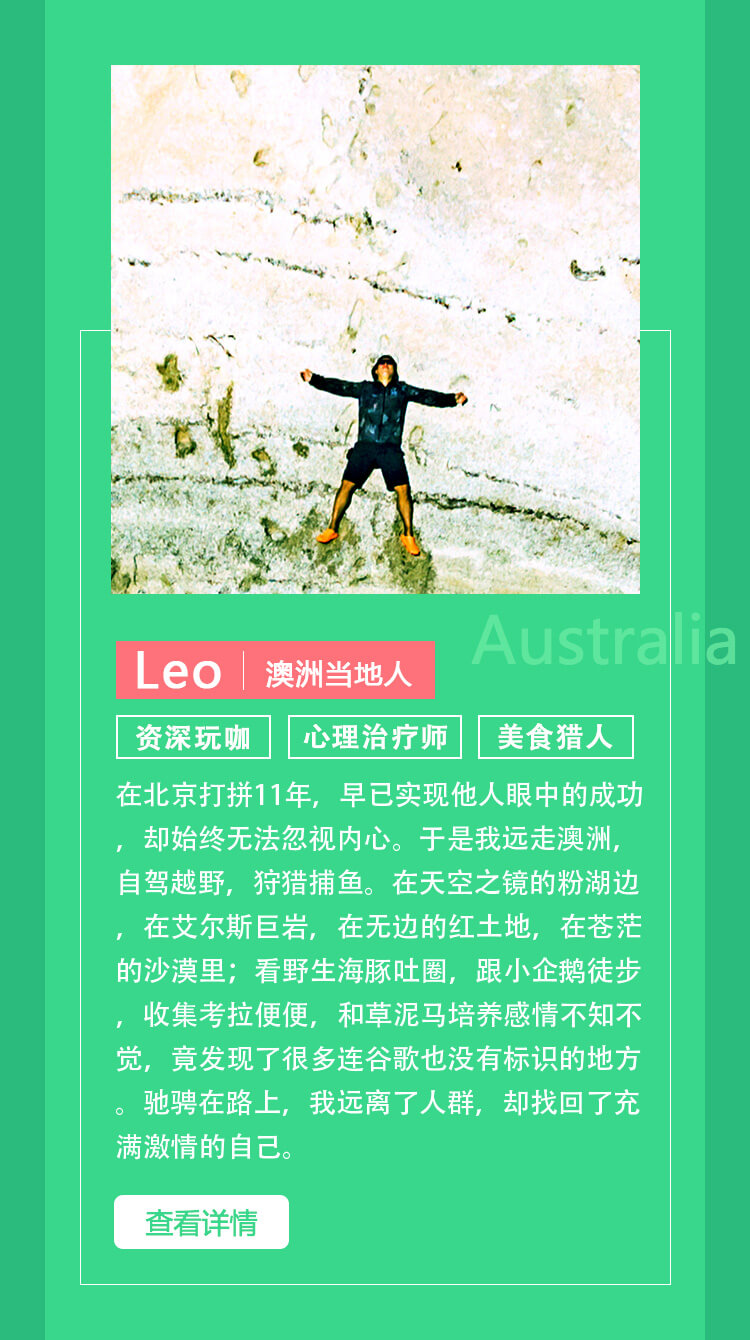 Australia
Leo 澳洲当地人
资深玩咖 心理治疗师 美食猎人
在北京打拼11年，早已实现他人眼中的成功
，却始终无法忽视内心。于是我远走澳洲，
自驾越野，狩猎捕鱼。在天空之镜的粉湖边
，在艾尔斯巨岩，在无边的红土地，在苍茫
的沙漠里；看野生海豚吐圈，跟小企鹅徒步
，收集考拉便便，和草泥马培养感情不知不
觉，竟发现了很多连谷歌也没有标识的地方
。驰骋在路上，我远离了人群，却找回了充
满激情的自己。
查看详情